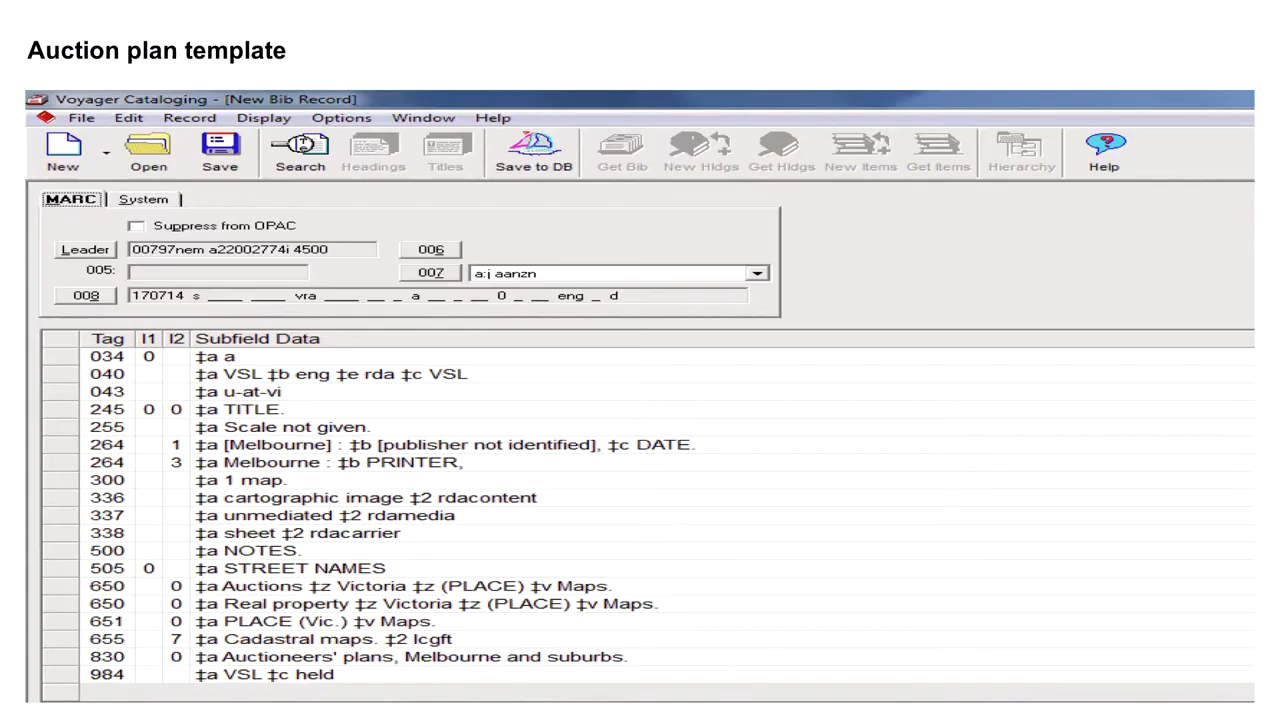 Auction plan template
Voyager Cataloging - [New Bib Record]
File Edit Record Display Options Window Help
New Open Save Search Headings Titles Save to DB Get Bib New Hldgs Get Hldgs New Items Get Items Hierarchy Help
MARC System
Suppress from OPAC
Leader 00797nem a22002774i 4500 006
005: 007 a:j aanzn
008 170714 s ____ ____ vra ____ __ _ a __ _ _ 0 _ __ eng _ d
Tag I1 I2 Subfield Data
034 0 ‡a a
040 ‡a VSL ‡b eng ‡e rda ‡c VSL
043 ‡a u-at-vi
245 0 0 ‡a TITLE.
255 ‡a Scale not given.
264 1 ‡a [Melbourne] : ‡b [publisher not identified], ‡c DATE.
264 3 ‡a Melbourne : ‡b PRINTER,
300 ‡a 1 map.
336 ‡a cartographic image ‡2 rdacontent
337 ‡a unmediated ‡2 rdamedia
338 ‡a sheet ‡2 rdacarrier
500 ‡a NOTES.
505 0 ‡a STREET NAMES
650 0 ‡a Auctions ‡z Victoria ‡z (PLACE) ‡v Maps.
650 0 ‡a Real property ‡z Victoria ‡z (PLACE) ‡v Maps.
651 0 ‡a PLACE (Vic.) ‡v Maps.
655 7 ‡a Cadastral maps. ‡2 lcgft
830 0 ‡a Auctioneers' plans, Melbourne and suburbs.
984 ‡a VSL ‡c held